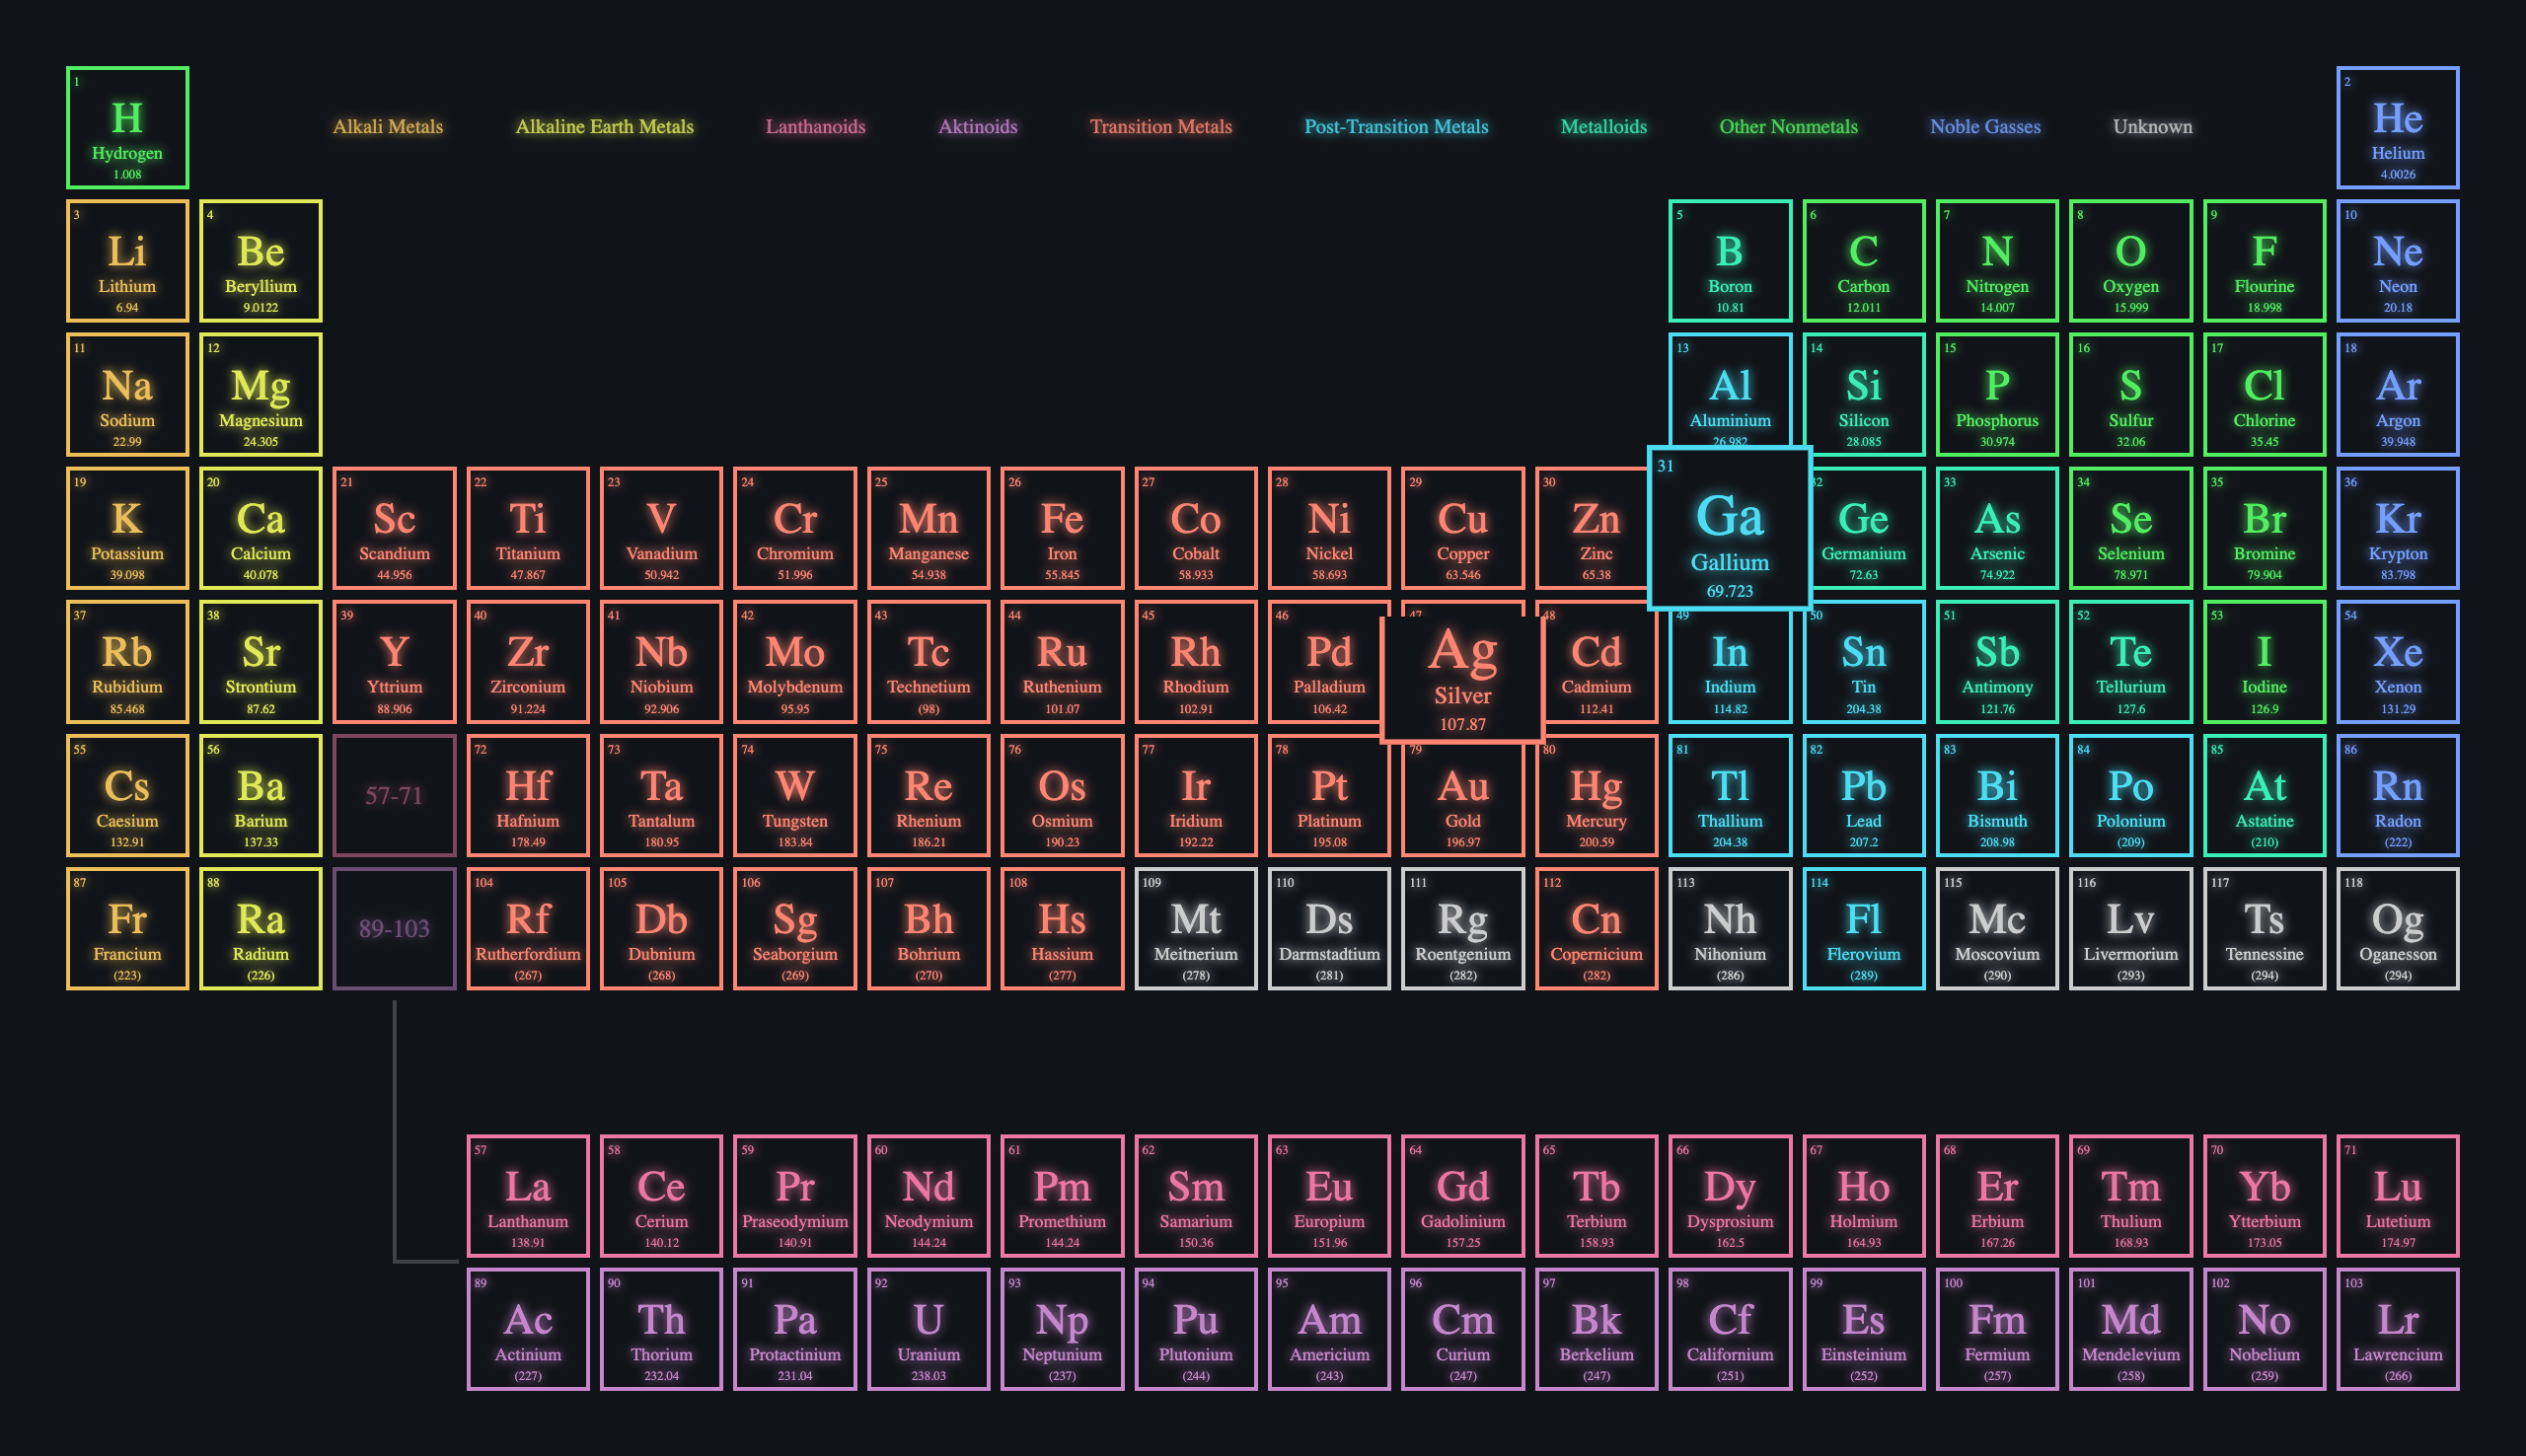 1
H
Hydrogen
1.008
Alkali Metals
Alkaline Earth Metals
Lanthanoids
Aktinoids
Transition Metals
Post-Transition Metals
Metalloids
Other Nonmetals
Noble Gasses
Unknown
2
He
Helium
4.0026
3
Li
Lithium
6.94
4
Be
Beryllium
9.0122
5
B
Boron
10.81
6
C
Carbon
12.011
7
N
Nitrogen
14.007
8
O
Oxygen
15.999
9
F
Flourine
18.998
10
Ne
Neon
20.18
11
Na
Sodium
22.99
12
Mg
Magnesium
24.305
13
Al
Aluminium
26.982
14
Si
Silicon
28.085
15
P
Phosphorus
30.974
16
S
Sulfur
32.06
17
Cl
Chlorine
35.45
18
Ar
Argon
39.948
19
K
Potassium
39.098
20
Ca
Calcium
40.078
21
Sc
Scandium
44.956
22
Ti
Titanium
47.867
23
V
Vanadium
50.942
24
Cr
Chromium
51.996
25
Mn
Manganese
54.938
26
Fe
Iron
55.845
27
Co
Cobalt
58.933
28
Ni
Nickel
58.693
29
Cu
Copper
63.546
30
Zn
Zinc
65.38
31
Ga
Gallium
69.723
32
Ge
Germanium
72.63
33
As
Arsenic
74.922
34
Se
Selenium
78.971
35
Br
Bromine
79.904
36
Kr
Krypton
83.798
37
Rb
Rubidium
85.468
38
Sr
Strontium
87.62
39
Y
Yttrium
88.906
40
Zr
Zirconium
91.224
41
Nb
Niobium
92.906
42
Mo
Molybdenum
95.95
43
Tc
Technetium
(98)
44
Ru
Ruthenium
101.07
45
Rh
Rhodium
102.91
46
Pd
Palladium
106.42
47
Ag
Silver
107.87
48
Cd
Cadmium
112.41
49
In
Indium
114.82
50
Sn
Tin
204.38
51
Sb
Antimony
121.76
52
Te
Tellurium
127.6
53
I
Iodine
126.9
54
Xe
Xenon
131.29
55
Cs
Caesium
132.91
56
Ba
Barium
137.33
57-71
72
Hf
Hafnium
178.49
73
Ta
Tantalum
180.95
74
W
Tungsten
183.84
75
Re
Rhenium
186.21
76
Os
Osmium
190.23
77
Ir
Iridium
192.22
78
Pt
Platinum
195.08
79
Au
Gold
196.97
80
Hg
Mercury
200.59
81
Tl
Thallium
204.38
82
Pb
Lead
207.2
83
Bi
Bismuth
208.98
84
Po
Polonium
(209)
85
At
Astatine
(210)
86
Rn
Radon
(222)
87
Fr
Francium
(223)
88
Ra
Radium
(226)
89-103
104
Rf
Rutherfordium
(267)
105
Db
Dubnium
(268)
106
Sg
Seaborgium
(269)
107
Bh
Bohrium
(270)
108
Hs
Hassium
(277)
109
Mt
Meitnerium
(278)
110
Ds
Darmstadtium
(281)
111
Rg
Roentgenium
(282)
112
Cn
Copernicium
(282)
113
Nh
Nihonium
(286)
114
Fl
Flerovium
(289)
115
Mc
Moscovium
(290)
116
Lv
Livermorium
(293)
117
Ts
Tennessine
(294)
118
Og
Oganesson
(294)
57
La
Lanthanum
138.91
58
Ce
Cerium
140.12
59
Pr
Praseodymium
140.91
60
Nd
Neodymium
144.24
61
Pm
Promethium
144.24
62
Sm
Samarium
150.36
63
Eu
Europium
151.96
64
Gd
Gadolinium
157.25
65
Tb
Terbium
158.93
66
Dy
Dysprosium
162.5
67
Ho
Holmium
164.93
68
Er
Erbium
167.26
69
Tm
Thulium
168.93
70
Yb
Ytterbium
173.05
71
Lu
Lutetium
174.97
89
Ac
Actinium
(227)
90
Th
Thorium
232.04
91
Pa
Protactinium
231.04
92
U
Uranium
238.03
93
Np
Neptunium
(237)
94
Pu
Plutonium
(244)
95
Am
Americium
(243)
96
Cm
Curium
(247)
97
Bk
Berkelium
(247)
98
Cf
Californium
(251)
99
Es
Einsteinium
(252)
100
Fm
Fermium
(257)
101
Md
Mendelevium
(258)
102
No
Nobelium
(259)
103
Lr
Lawrencium
(266)